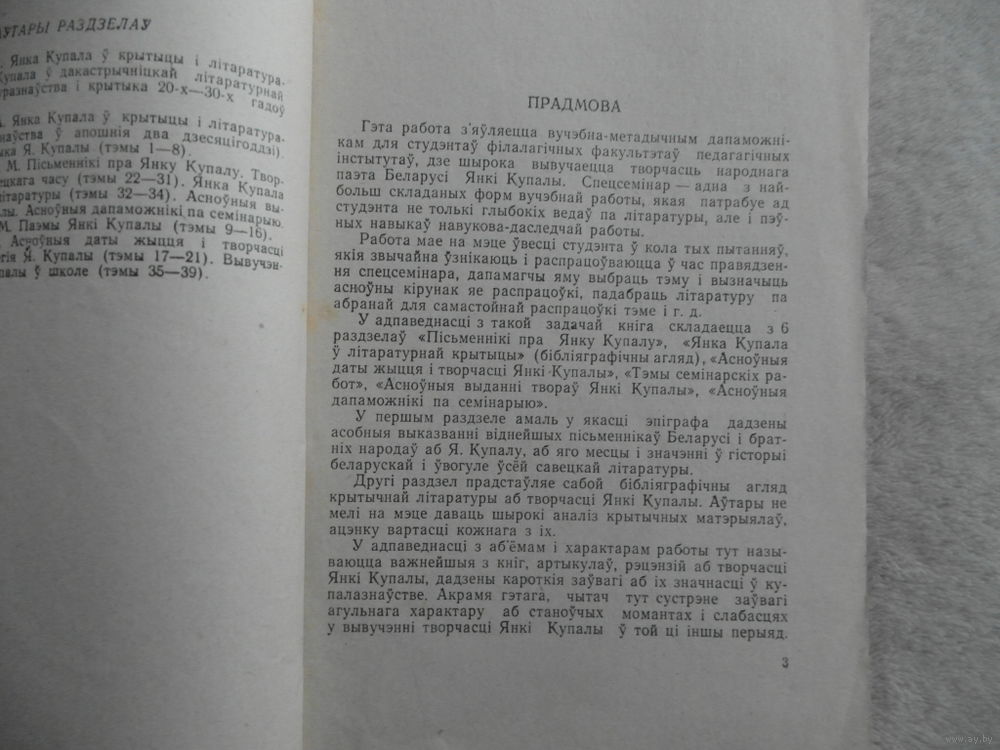 АЎТАРЫ РАЗДЗЕЛАЎ
Янка Купала ў крытыцы і літаратура.
Купала ў дакастрычніцкай літаратурнай
і крытыка 20-х—30-х гадоў
Янка Купала ў крытыцы і літаратура.
ў апошнія два дзесяцігоддзі).
Я. Купалы (тэмы 1—8).
М. Пісьменнікі пра Янку Купалу. Твор-
часу (тэмы 22—31). Янка Купала
літаратуры (тэмы 32—34). Асноўныя вы-
Асноўныя дапаможнікі па семінарыю.
М. Паэмы Янкі Купалы (тэмы 9—16).
Асноўныя даты жыцця і творчасці
Я. Купалы (тэмы 17—21). Вывучэн-
ў школе (тэмы 35—39).
ПРАДМОВА
Гэта работа з'яўляецца вучэбна-метадычным дапаможні-
кам для студэнтаў філалагічных факультэтаў педагагічных
інстытутаў, дзе шырока вывучаецца творчасць народнага
паэта Беларусі Янкі Купалы. Спецсемінар — адна з най-
больш складаных форм вучэбнай работы, якая патрабуе ад
студэнта не толькі глыбокіх ведаў па літаратуры, але і пэў-
ных навыкаў навукова-даследчай работы.
Работа мае на мэце ўвесці студэнта ў кола тых пытанняў,
якія звычайна ўзнікаюць і распрацоўваюцца ў час правядзен-
ня спецсемінара, дапамагчы яму выбраць тэму і вызначыць
асноўны кірунак яе распрацоўкі, падабраць літаратуру па
абранай для самастойнай распрацоўкі тэме і г. д.
У адпаведнасці з такой задачай кніга складаецца з 6
раздзелаў «Пісьменнікі пра Янку Купалу», «Янка Купала
ў літаратурнай крытыцы» (бібліяграфічны агляд), «Асноўныя
даты жыцця і творчасці Янкі Купалы», «Тэмы семінарскіх ра-
бот», «Асноўныя выданні твораў Янкі Купалы», «Асноўныя
дапаможнікі па семінарыю».
У першым раздзеле амаль у якасці эпіграфа дадзены
асобныя выказванні віднейшых пісьменнікаў Беларусі і брат-
ніх народаў аб Я. Купалу, аб яго месцы і значэнні ў гісторыі
беларускай і ўвогуле ўсёй савецкай літаратуры.
Другі раздзел прадстаўляе сабой бібліяграфічны агляд
крытычнай літаратуры аб творчасці Янкі Купалы. Аўтары не
мелі на мэце даваць шырокі аналіз крытычных матэрыялаў,
ацэнку вартасці кожнага з іх.
У адпаведнасці з аб'ёмам і характарам работы тут назы-
ваюцца важнейшыя з кніг, артыкулаў, рэцэнзій аб творчасці
Янкі Купалы, дадзены кароткія заўвагі аб іх значнасці ў ку-
палазнаўстве. Акрамя гэтага, чытач тут сустрэне заўвагі
агульнага характару аб станоўчых момантах і слабасцях
у вывучэнні творчасці Янкі Купалы ў той ці іншы перыяд.
3
www.ay.by